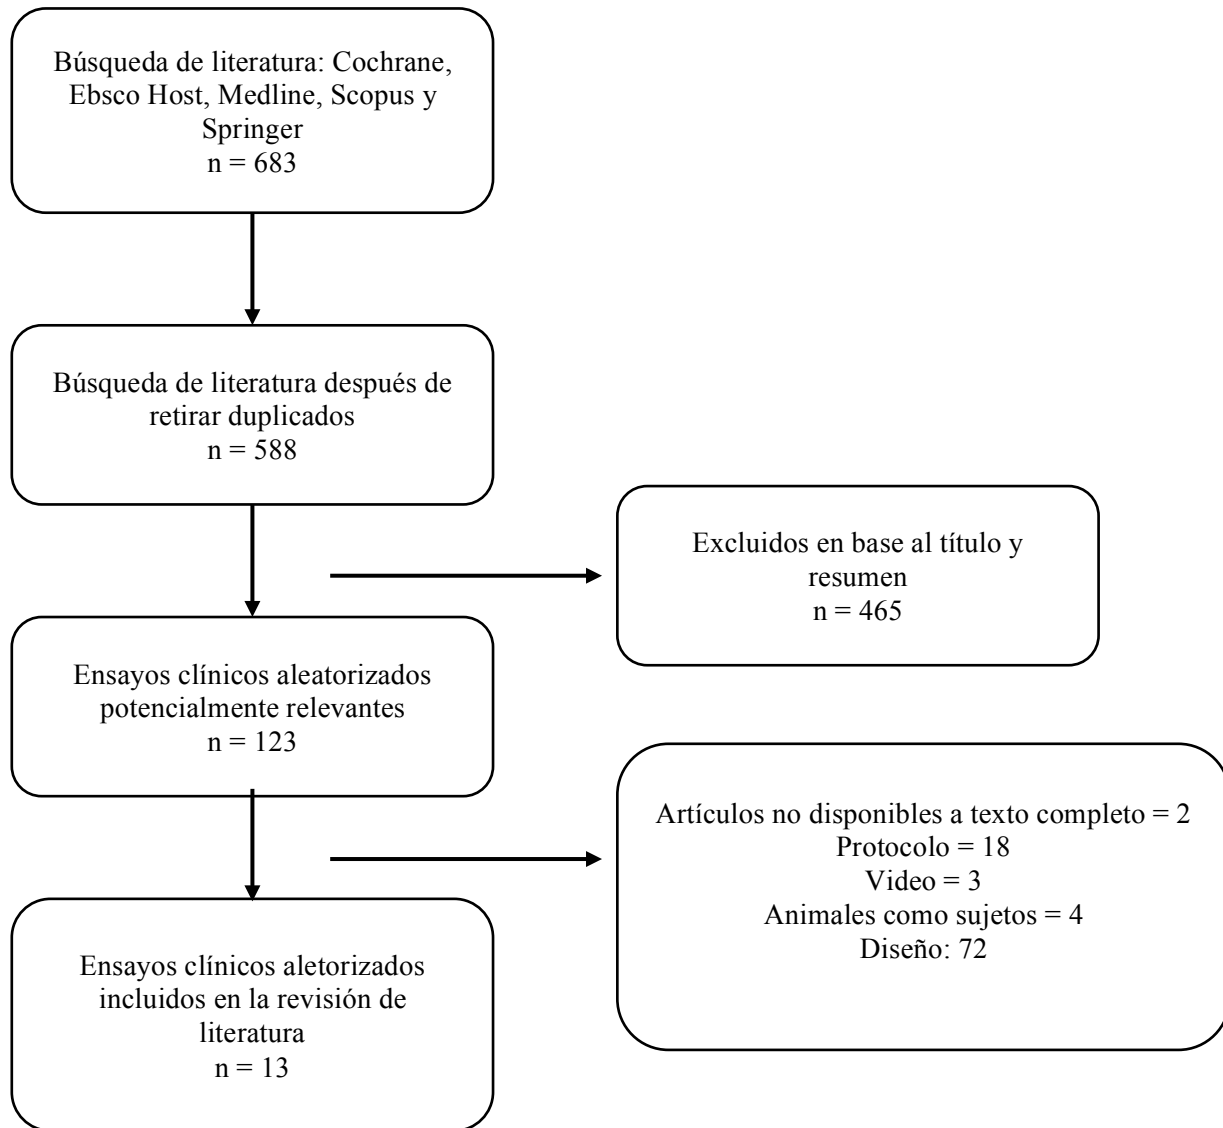 Búsqueda de literatura: Cochrane,
Ebsco Host, Medline, Scopus y
Springer
n = 683
Búsqueda de literatura después de
retirar duplicados
n = 588
Excluidos en base al título y
resumen
n = 465
Ensayos clínicos aleatorizados
potencialmente relevantes
n = 123
Artículos no disponibles a texto completo = 2
Protocolo = 18
Video = 3
Animales como sujetos = 4
Diseño: 72
Ensayos clínicos aletorizados
incluidos en la revisión de
literatura
n = 13